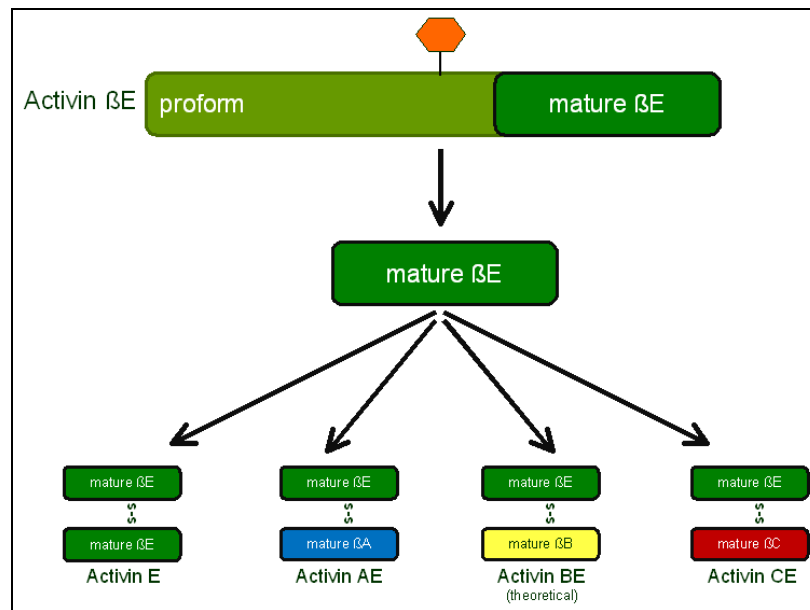 Activin ßE
proform
mature ßE
mature ßE
mature ßE
mature ßE
mature ßE
mature ßE
s-s
s-s
s-s
s-s
mature ßE
mature ßA
mature ßB
mature ßC
Activin E
Activin AE
Activin BE
Activin CE
(theoretical)